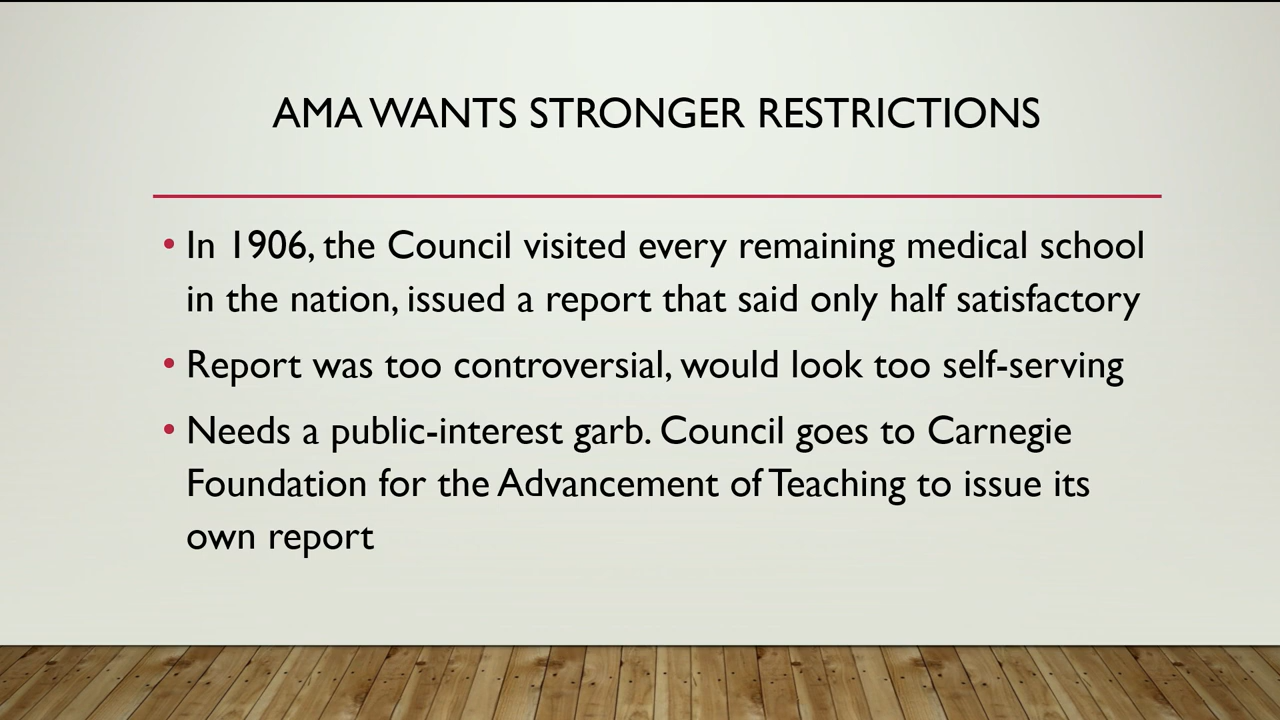 AMA WANTS STRONGER RESTRICTIONS
• In 1906, the Council visited every remaining medical school
in the nation, issued a report that said only half satisfactory
• Report was too controversial, would look too self-serving
• Needs a public-interest garb. Council goes to Carnegie
Foundation for the Advancement of Teaching to issue its
own report